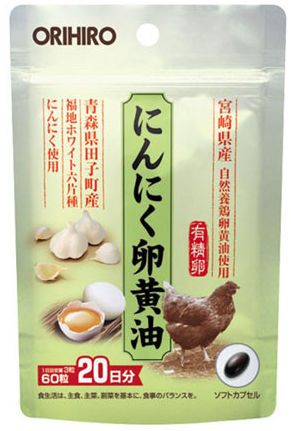 ORIHIRO
宮崎県産 自然養鶏卵黄油使用
有精卵
にんにく卵黄油
青森県田子町産
福地ホワイト六片種
にんにく使用
1日目安量3粒
60粒 20日分
ソフトカプセル
食生活は、主食、主菜、副菜を基本に、食事のバランスを。